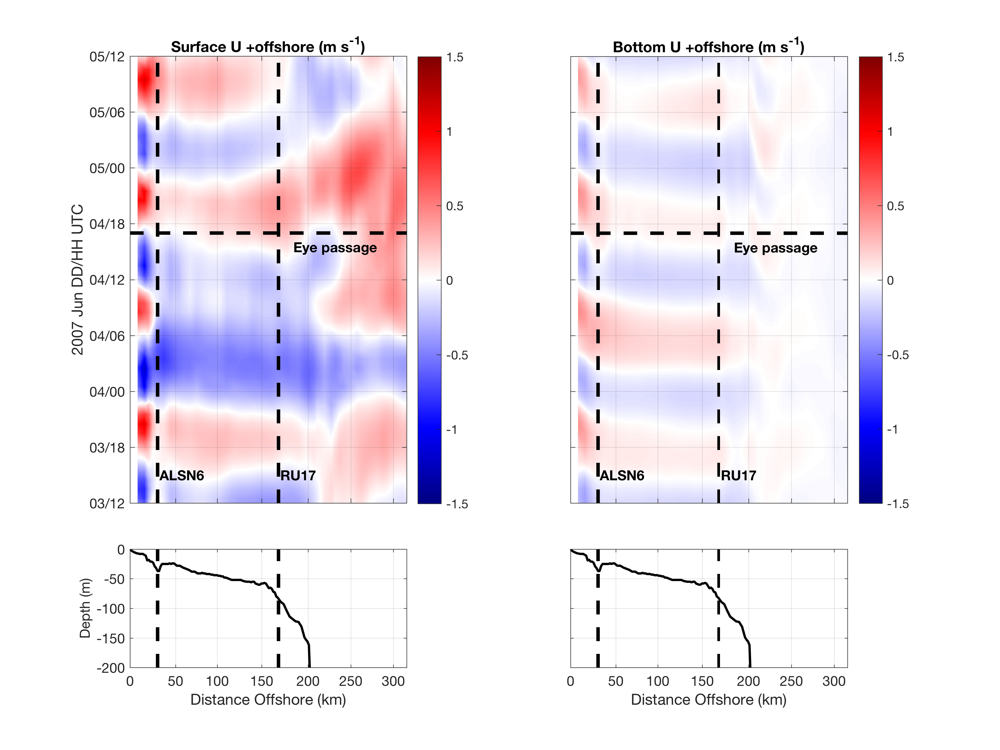 Surface U +offshore (m s-1)
Bottom U +offshore (m s-1)
2007 Jun DD/HH UTC
05/12
05/06
05/00
04/18
04/12
04/06
04/00
03/18
03/12
Eye passage
ALSN6
RU17
1.5
1
0.5
0
-0.5
-1
-1.5
Eye passage
ALSN6
RU17
1.5
1
0.5
0
-0.5
-1
-1.5
Depth (m)
0
-50
-100
-150
-200
0 50 100 150 200 250 300
Distance Offshore (km)
0 50 100 150 200 250 300
Distance Offshore (km)